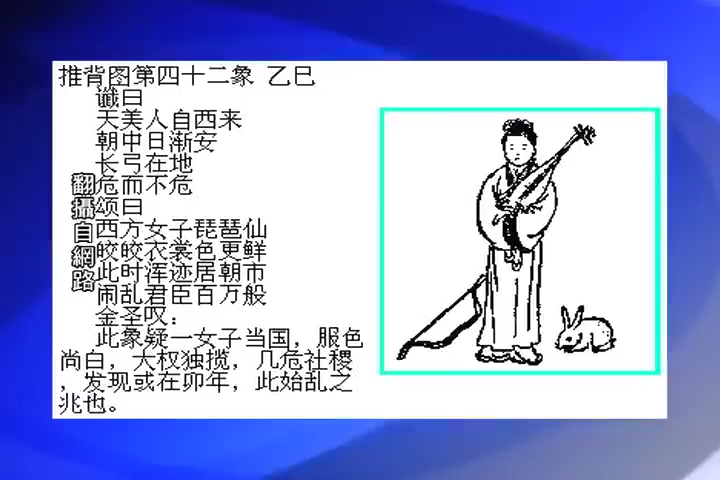 推背图第四十二象 乙巳
谶曰
天美人自西来
朝中日渐安
长弓在地
危而不危
颂曰
西方女子琵琶仙
皎皎衣裳色更鲜
此时浑迹居朝市
闹乱君臣百万般
金圣叹：
此象疑一女子当国，服色
尚白，大权独揽，几危社稷
，发现或在卯年，此始乱之
兆也。
翻攝自網路